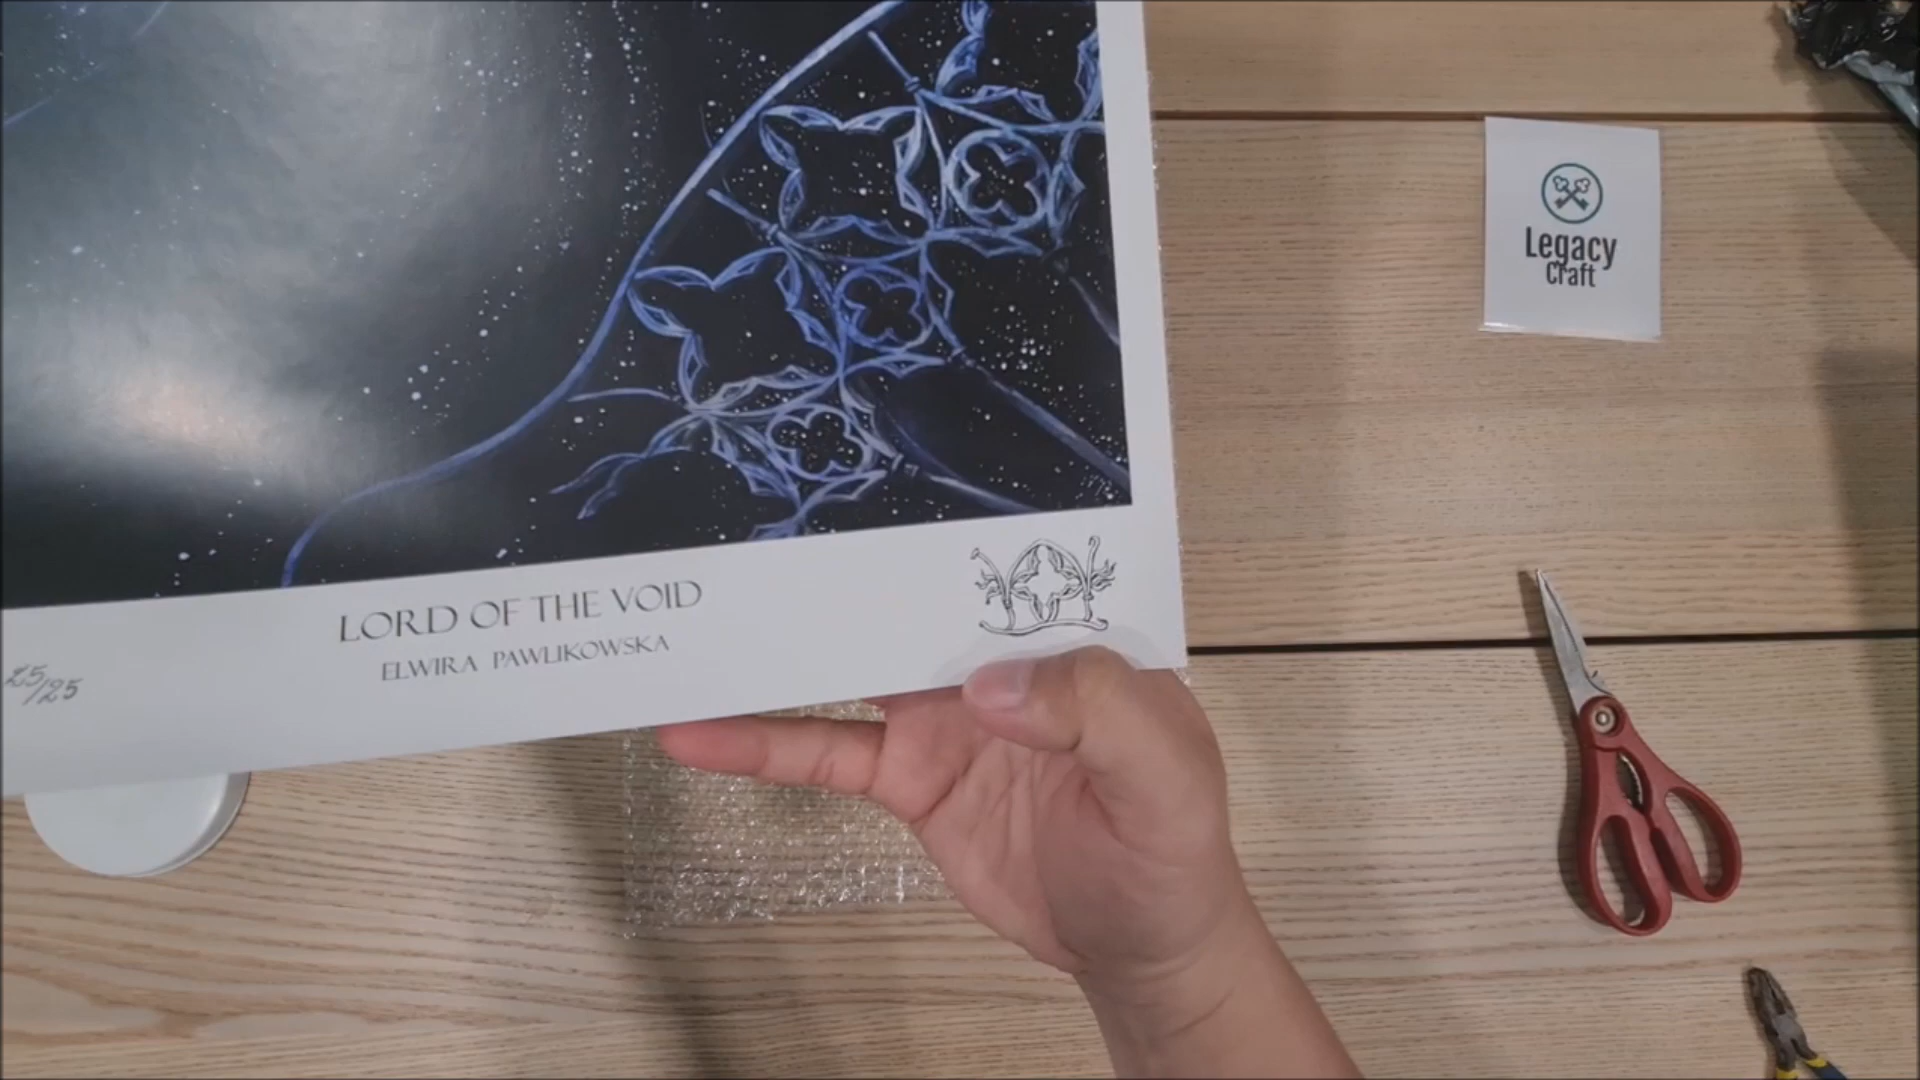 Legacy
Craft
LORD OF THE VOID
ELWIRA PAWLIKOWSKA
25/25